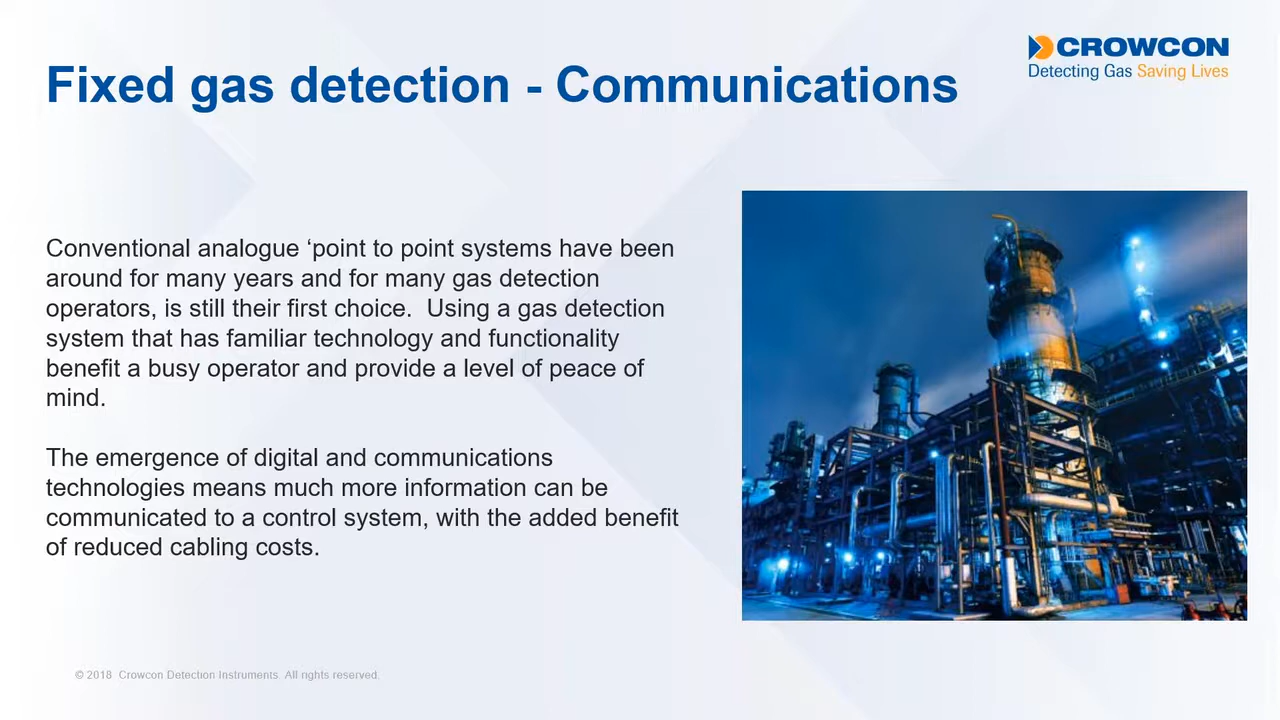 CROWCON
Detecting Gas Saving Lives
Fixed gas detection - Communications
Conventional analogue ‘point to point systems have been
around for many years and for many gas detection
operators, is still their first choice.  Using a gas detection
system that has familiar technology and functionality
benefit a busy operator and provide a level of peace of
mind.
The emergence of digital and communications
technologies means much more information can be
communicated to a control system, with the added benefit
of reduced cabling costs.
© 2018 Crowcon Detection Instruments. All rights reserved.